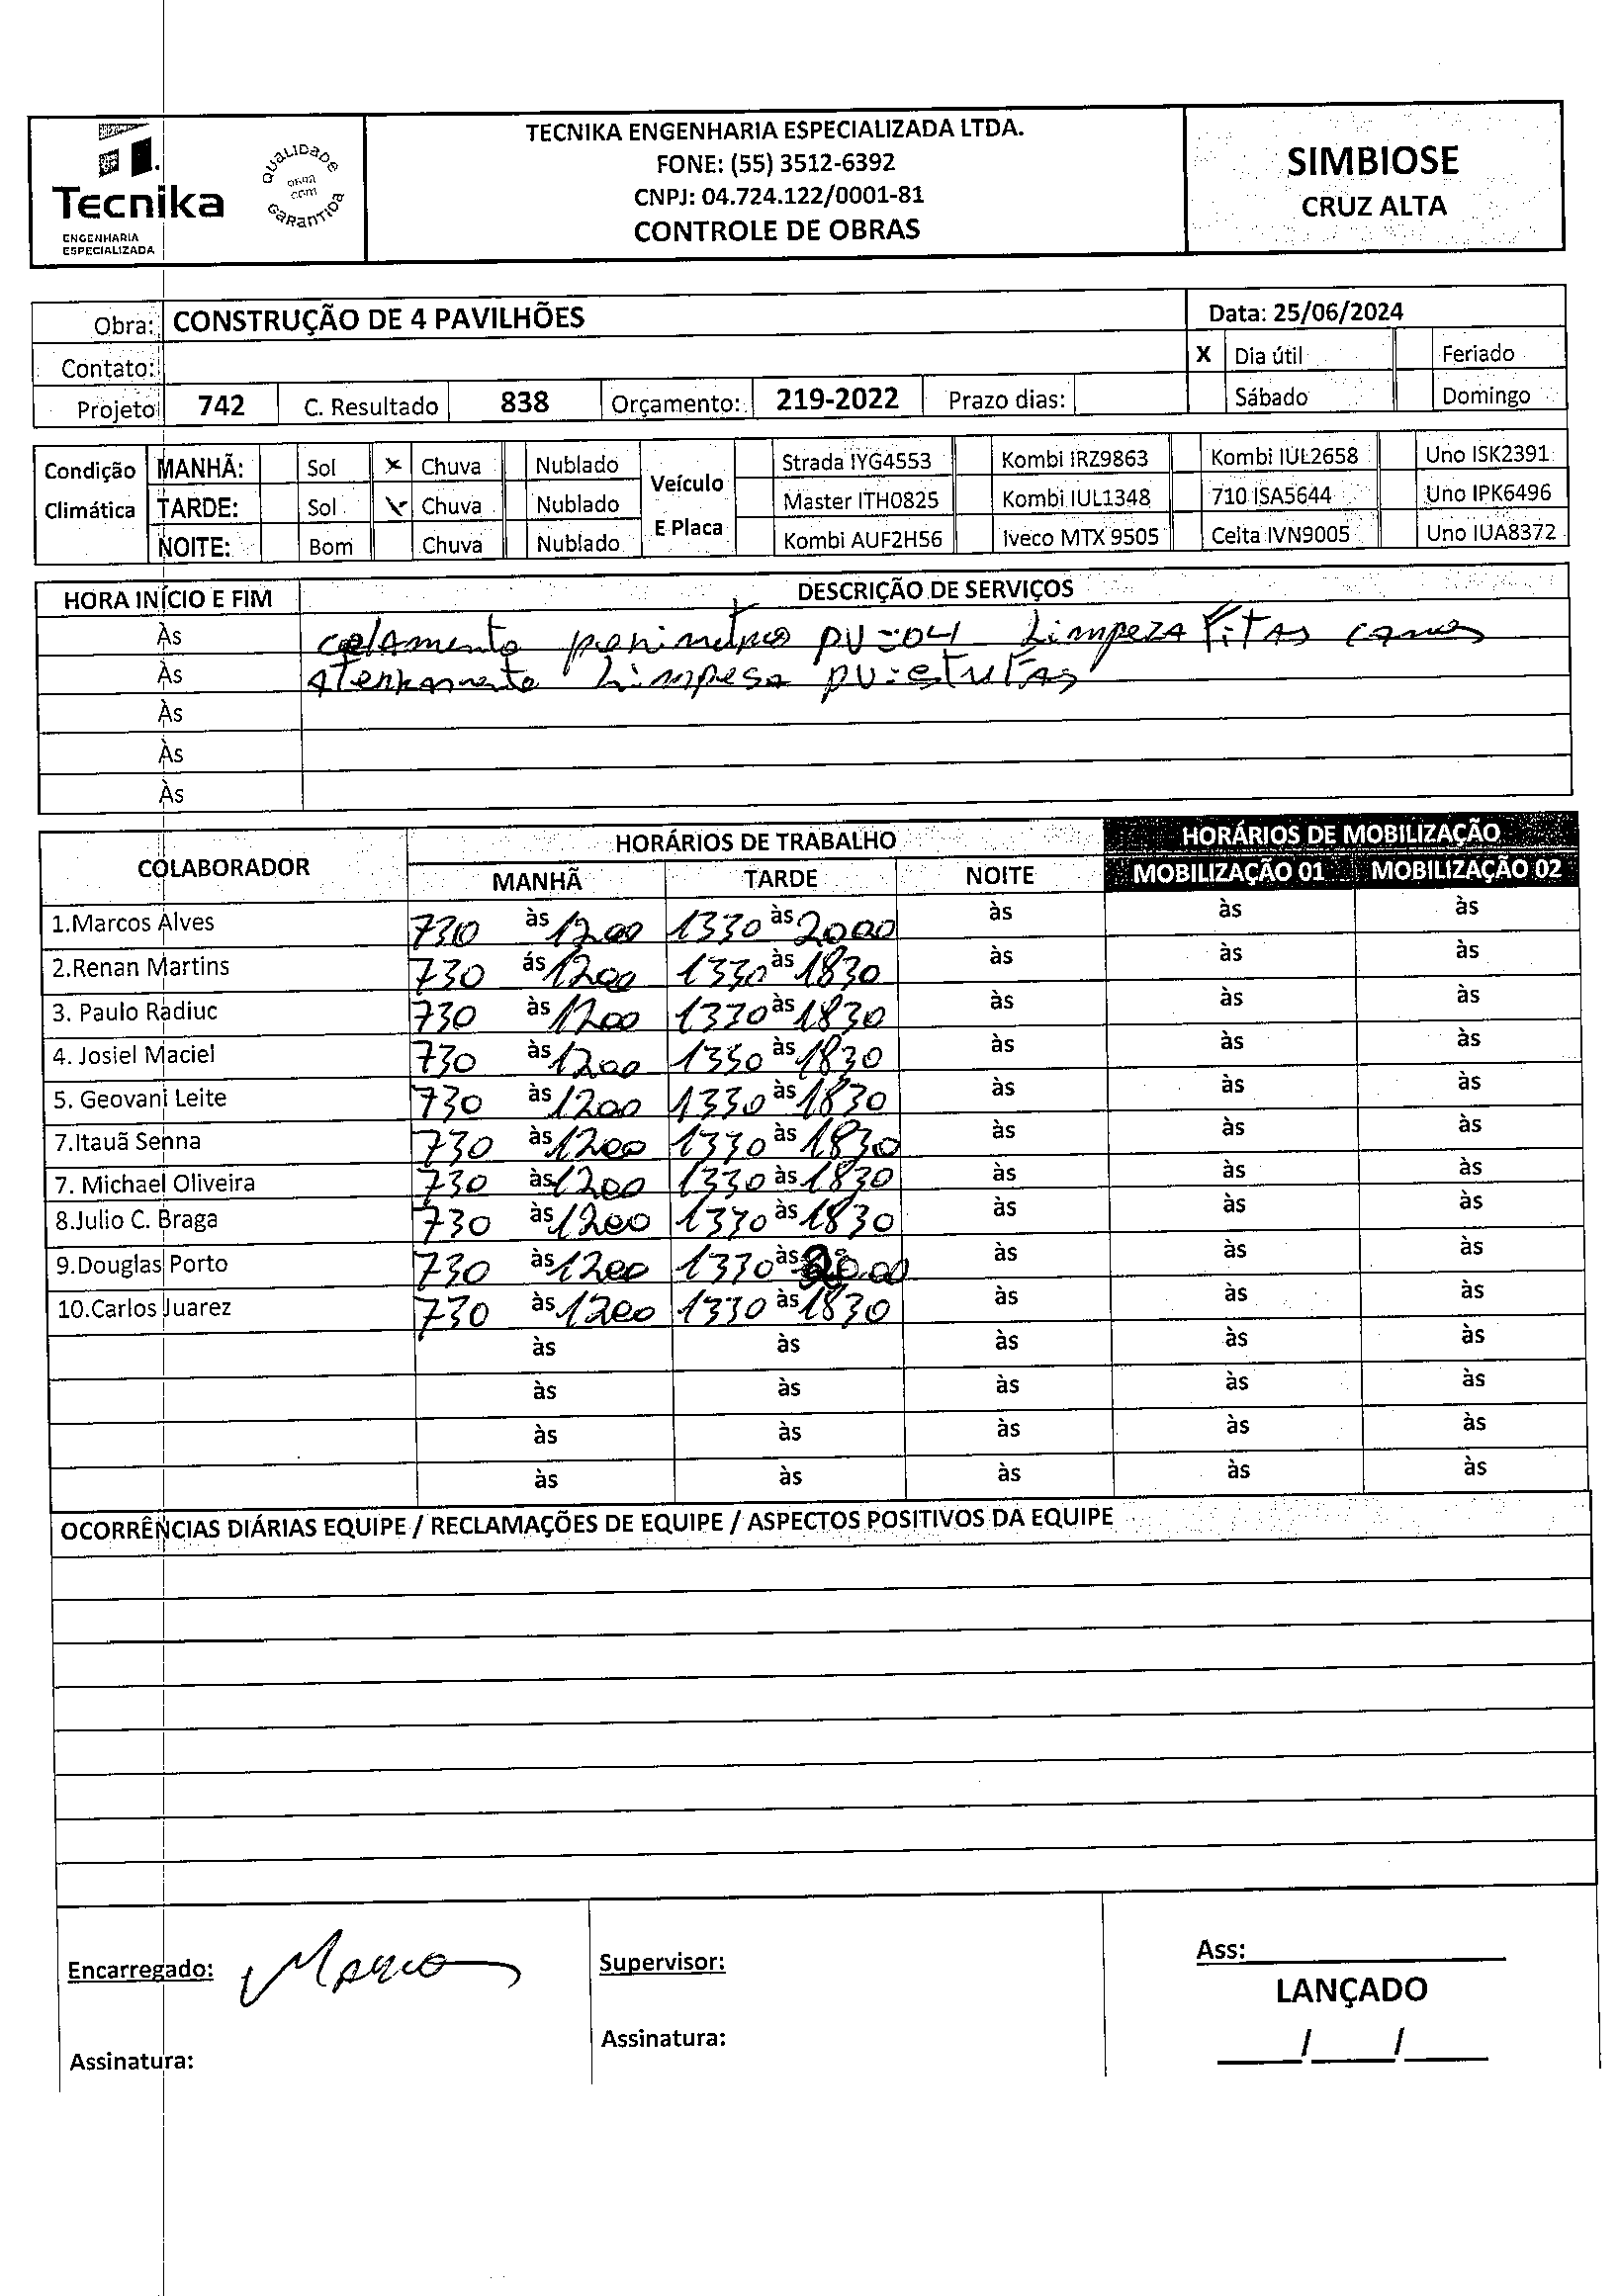 Tecnika
ENGENHARIA
ESPECIALIZADA
QUALIDADE
OBRA
COM
GARANTIDA
TECNIKA ENGENHARIA ESPECIALIZADA LTDA.
FONE: (55) 3512-6392
CNPJ: 04.724.122/0001-81
CONTROLE DE OBRAS
SIMBIOSE
CRUZ ALTA
Obra: CONSTRUÇÃO DE 4 PAVILHÕES Data: 25/06/2024
Contato: X Dia útil Feriado
Projeto 742 C. Resultado 838 Orçamento: 219-2022 Prazo dias: Sábado Domingo
Condição Climática
MANHÃ: Sol X Chuva Nublado
TARDE: Sol X Chuva Nublado
NOITE: Bom Chuva Nublado
Veículo E Placa
Strada IYG4553 Kombi IRZ9863 Kombi IUL2658 Uno ISK2391
Master ITH0825 Kombi IUL1348 710 ISA5644 Uno IPK6496
Kombi AUF2H56 Iveco MTX 9505 Celta IVN9005 Uno IUA8372
HORA INÍCIO E FIM DESCRIÇÃO DE SERVIÇOS
Às PV=04 Limpeza Fitas
Às Limpesa PV:
Às
Às
Às
COLABORADOR HORÁRIOS DE TRABALHO HORÁRIOS DE MOBILIZAÇÃO
MANHÃ TARDE NOITE MOBILIZAÇÃO 01 MOBILIZAÇÃO 02
1.Marcos Alves 730 às 1200 1330 às 2000 às às às
2.Renan Martins 730 ás 1200 1330 às 1830 às às às
3. Paulo Radiuc 730 às 1200 1330 às 1830 às às às
4. Josiel Maciel 730 às 1200 1330 às 1830 às às às
5. Geovani Leite 730 às 1200 1330 às 1830 às às às
7.Itauã Senna 730 às 1200 1330 às 1830 às às às
7. Michael Oliveira 730 às 1200 1330 às 1830 às às às
8.Julio C. Braga 730 às 1200 1330 às 1830 às às às
9.Douglas Porto 730 às 1200 1330 às 20.00 às às às
10.Carlos Juarez 730 às 1200 1330 às 1830 às às às
às às às às às
às às às às às
às às às às às
às às às às às
OCORRÊNCIAS DIÁRIAS EQUIPE / RECLAMAÇÕES DE EQUIPE / ASPECTOS POSITIVOS DA EQUIPE
Encarregado: Supervisor: Ass:
LANÇADO
Assinatura: Assinatura: / /